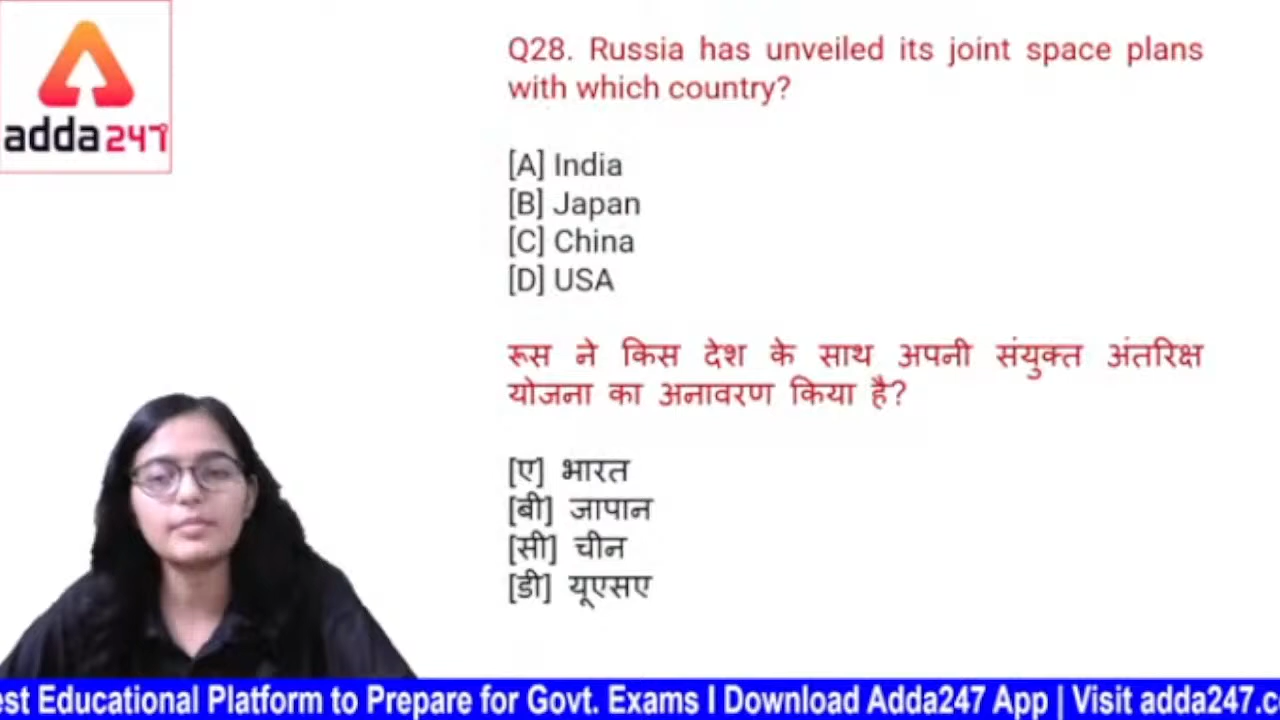 adda247
Q28. Russia has unveiled its joint space plans
with which country?
[A] India
[B] Japan
[C] China
[D] USA
रूस ने किस देश के साथ अपनी संयुक्त अंतरिक्ष
योजना का अनावरण किया है?
[ए] भारत
[बी] जापान
[सी] चीन
[डी] यूएसए
est Educational Platform to Prepare for Govt. Exams I Download Adda247 App | Visit adda247.c